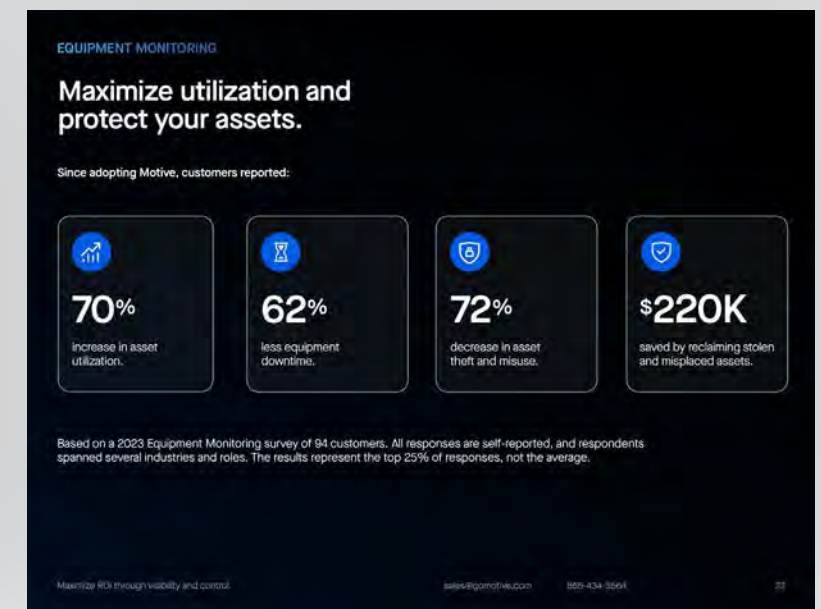 EQUIPMENT MONITORING
Maximize utilization and
protect your assets.
Since adopting Motive, customers reported:
70%
increase in asset
utilization.
62%
less equipment
downtime.
72%
decrease in asset
theft and misuse.
$220K
saved by reclaiming stolen
and misplaced assets.
Based on a 2023 Equipment Monitoring survey of 94 customers. All responses are self-reported, and respondents
spanned several industries and roles. The results represent the top 25% of responses, not the average.
Maximize ROI through visibility and control.
sales@gomotive.com
855-434-3564